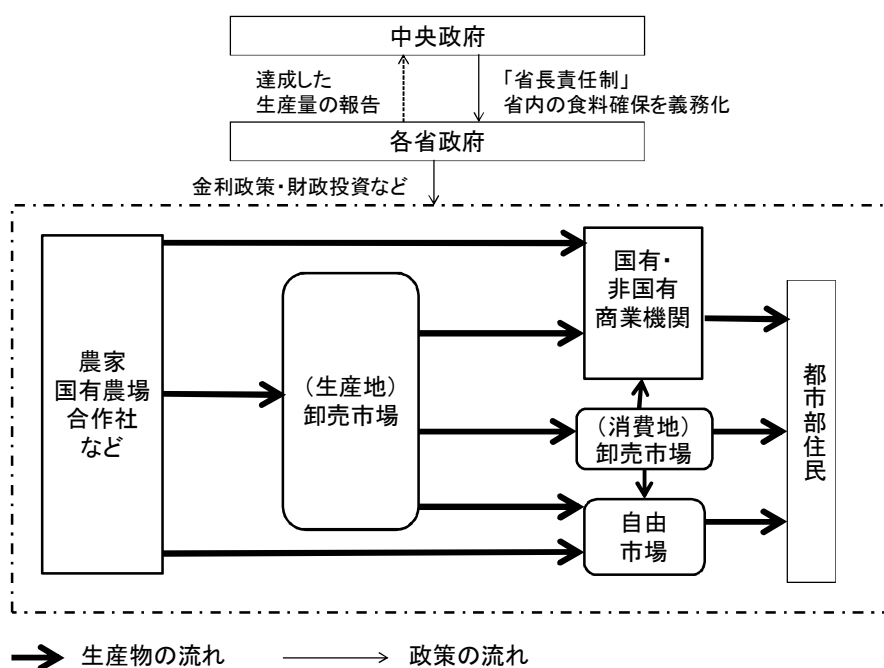 中央政府
達成した
生産量の報告
「省長責任制」
省内の食料確保を義務化
各省政府
金利政策・財政投資など
農家
国有農場
合作社
など
（生産地）
卸売市場
国有・
非国有
商業機関
（消費地）
卸売市場
自由
市場
都市部住民
生産物の流れ
政策の流れ